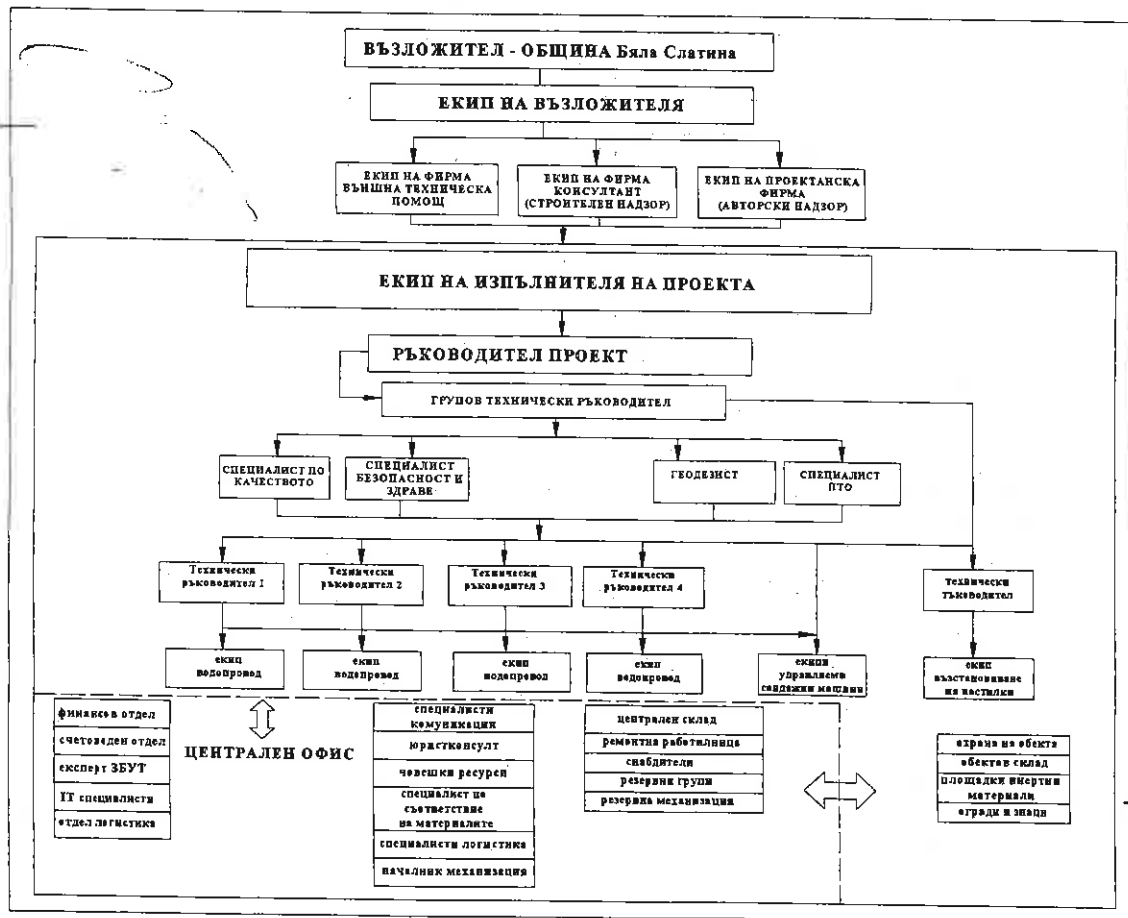 ВЪЗЛОЖИТЕЛ - ОБЩИНА Бяла Слатина
ЕКИП НА ВЪЗЛОЖИТЕЛЯ
ЕКИП НА ФИРМА
ВЪНШНА ТЕХНИЧЕСКА
ПОМОЩ
ЕКИП НА ФИРМА
КОНСУЛТАНТ
(СТРОИТЕЛЕН НАДЗОР)
ЕКИП НА ПРОЕКТАНСКА
ФИРМА
(АВТОРСКИ НАДЗОР)
ЕКИП НА ИЗПЪЛНИТЕЛЯ НА ПРОЕКТА
РЪКОВОДИТЕЛ ПРОЕКТ
ГРУПОВ ТЕХНИЧЕСКИ РЪКОВОДИТЕЛ
СПЕЦИАЛИСТ ПО
КАЧЕСТВОТО
СПЕЦИАЛИСТ
БЕЗОПАСНОСТ И
ЗДРАВЕ
ГЕОДЕЗИСТ
СПЕЦИАЛИСТ
ПТО
Технически
ръководител 1
Технически
ръководител 2
Технически
ръководител 3
Технически
ръководител 4
технически
тъководител
екип
водопровод
екип
водопровод
екип
водопровод
екип
водопровод
екипи
управляеми
сондажни машини
екип
възстановяване
на настилки
финансов отдел
счетоводен отдел
експерт ЗБУТ
IT специалисти
отдел логистика
ЦЕНТРАЛЕН ОФИС
специалисти
комуникации
юристконсулт
човешки ресурси
специалист по
съответствие
на материалите
специалисти логистика
началник механизация
централен склад
ремонтна работилница
снабдители
резервни групи
резервна механизация
охрана на обекта
обектов склад
площадки инертни
материали
огради и знаци